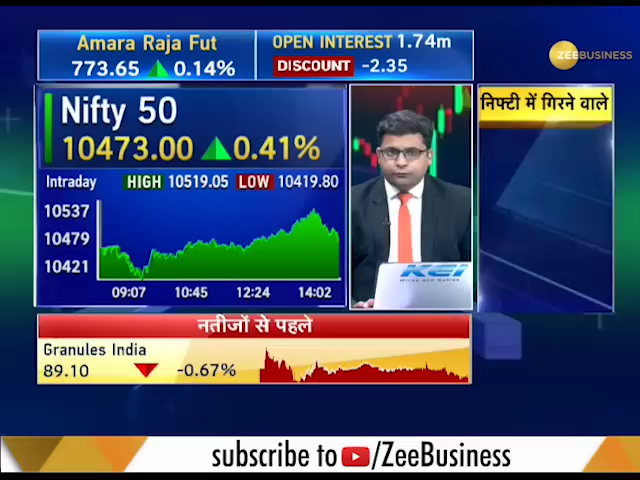 Amara Raja Fut
773.65 0.14%
OPEN INTEREST 1.74m
DISCOUNT -2.35
ZEEBUSINESS
Nifty 50
10473.00 0.41%
Intraday HIGH 10519.05 LOW 10419.80
10537
10479
10421
09:07 10:45 12:24 14:02
KEI
निफ्टी में गिरने वाले
नतीजों से पहले
Granules India
89.10 -0.67%
subscribe to /ZeeBusiness